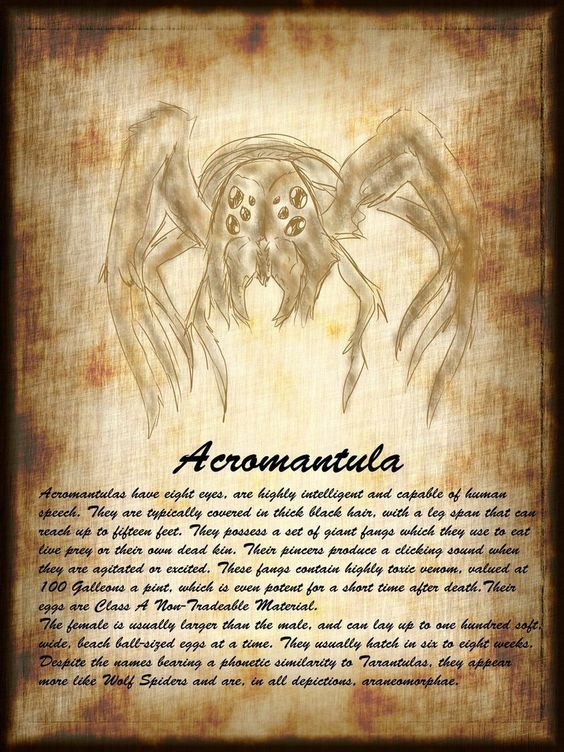 Acromantula
Acromantulas have eight eyes, are highly intelligent and capable of human
speech. They are typically covered in thick black hair, with a leg span that can
reach up to fifteen feet. They possess a set of giant fangs which they use to eat
live prey or their own dead kin. Their pincers produce a clicking sound when
they are agitated or excited. These fangs contain highly toxic venom, valued at
100 Galleons a pint, which is even potent for a short time after death.Their
eggs are Class A Non-Tradeable Material.
The female is usually larger than the male, and can lay up to one hundred soft,
wide, beach ball-sized eggs at a time. They usually hatch in six to eight weeks.
Despite the names bearing a phonetic similarity to Tarantulas, they appear
more like Wolf Spiders and are, in all depictions, araneomorphae.